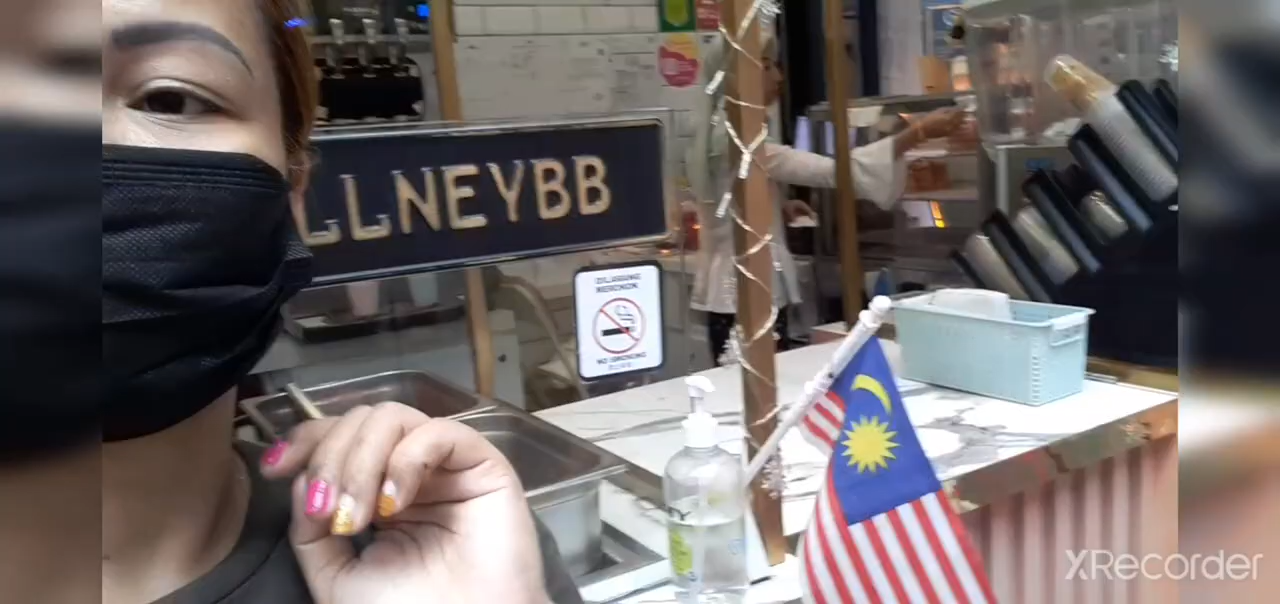 LLNEYBB
DILARANG
MEROKOK
NO SMOKING
XRecorder